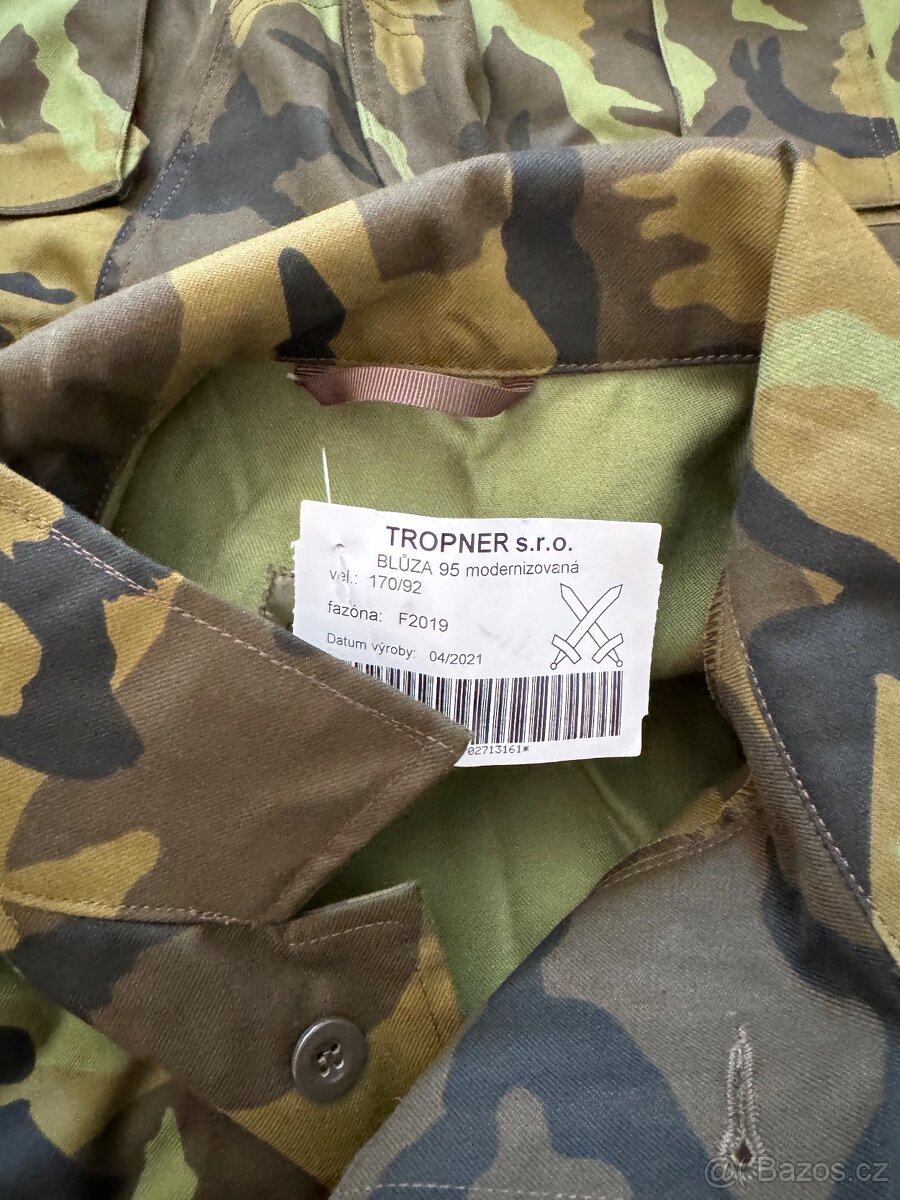 TROPNER s.r.o.
BLŮZA 95 modernizovaná
vel.: 170/92
fazóna: F2019
Datum výroby: 04/2021
02713161*
@Bazos.cz